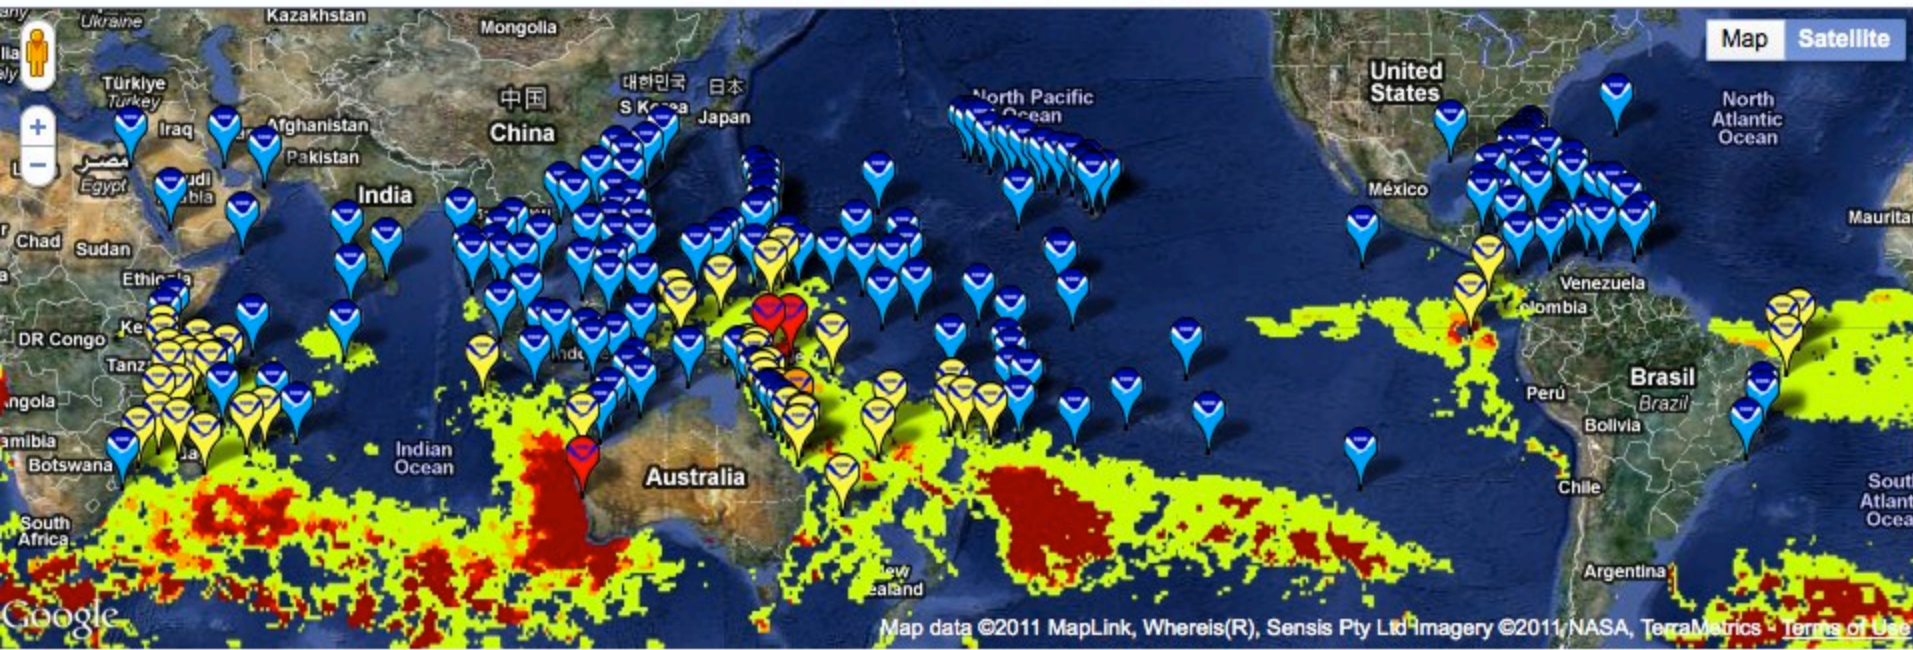 Ukraine
Kazakhstan
Mongolia
Map
Satellite
Türkiye
Turkey
中国
China
대한민국
S Korea
日本
Japan
North Pacific
Ocean
United
States
North
Atlantic
Ocean
Iraq
Afghanistan
Pakistan
مصر
Egypt
India
México
Chad
Sudan
Venezuela
DR Congo
Brasil
Brazil
Perú
Bolivia
Botswana
Indian
Ocean
Australia
Chile
South
Africa
Argentina
Google
Map data ©2011 MapLink, Whereis(R), Sensis Pty Ltd Imagery ©2011 NASA, TerraMetrics - Terms of Use